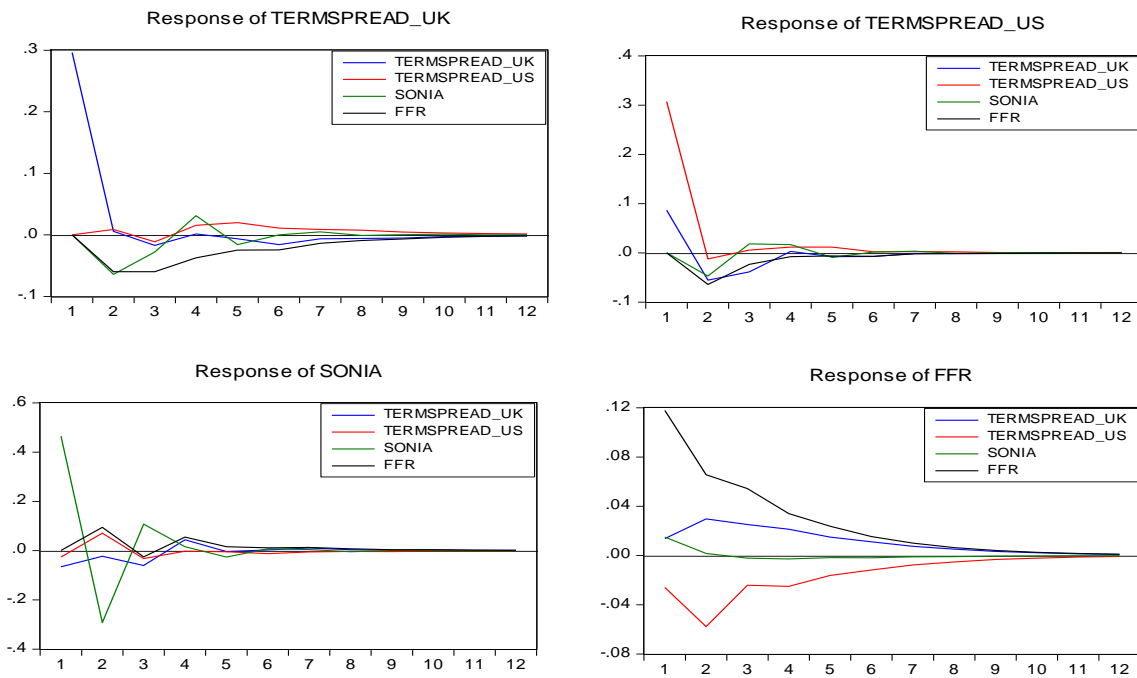 Response of TERMSPREAD_UK
.3
.2
.1
.0
-.1
1 2 3 4 5 6 7 8 9 10 11 12
TERMSPREAD_UK
TERMSPREAD_US
SONIA
FFR
Response of TERMSPREAD_US
.4
.3
.2
.1
.0
-.1
1 2 3 4 5 6 7 8 9 10 11 12
TERMSPREAD_UK
TERMSPREAD_US
SONIA
FFR
Response of SONIA
.6
.4
.2
.0
-.2
-.4
1 2 3 4 5 6 7 8 9 10 11 12
TERMSPREAD_UK
TERMSPREAD_US
SONIA
FFR
Response of FFR
.12
.08
.04
.00
-.04
-.08
1 2 3 4 5 6 7 8 9 10 11 12
TERMSPREAD_UK
TERMSPREAD_US
SONIA
FFR